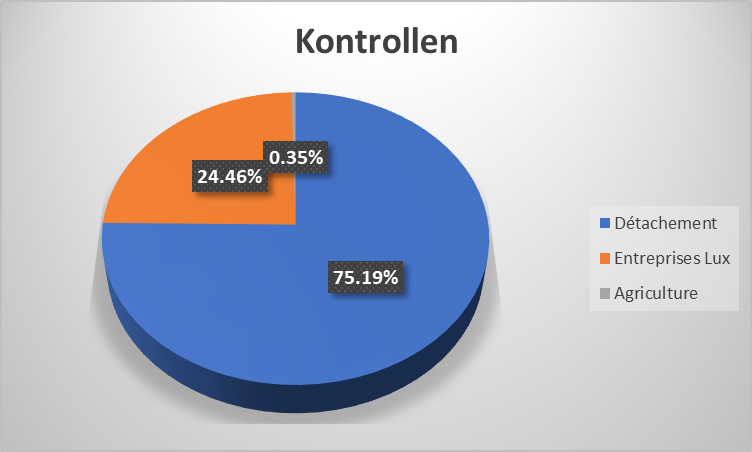 Kontrollen
0.35%
24.46%
75.19%
Détachement
Entreprises Lux
Agriculture